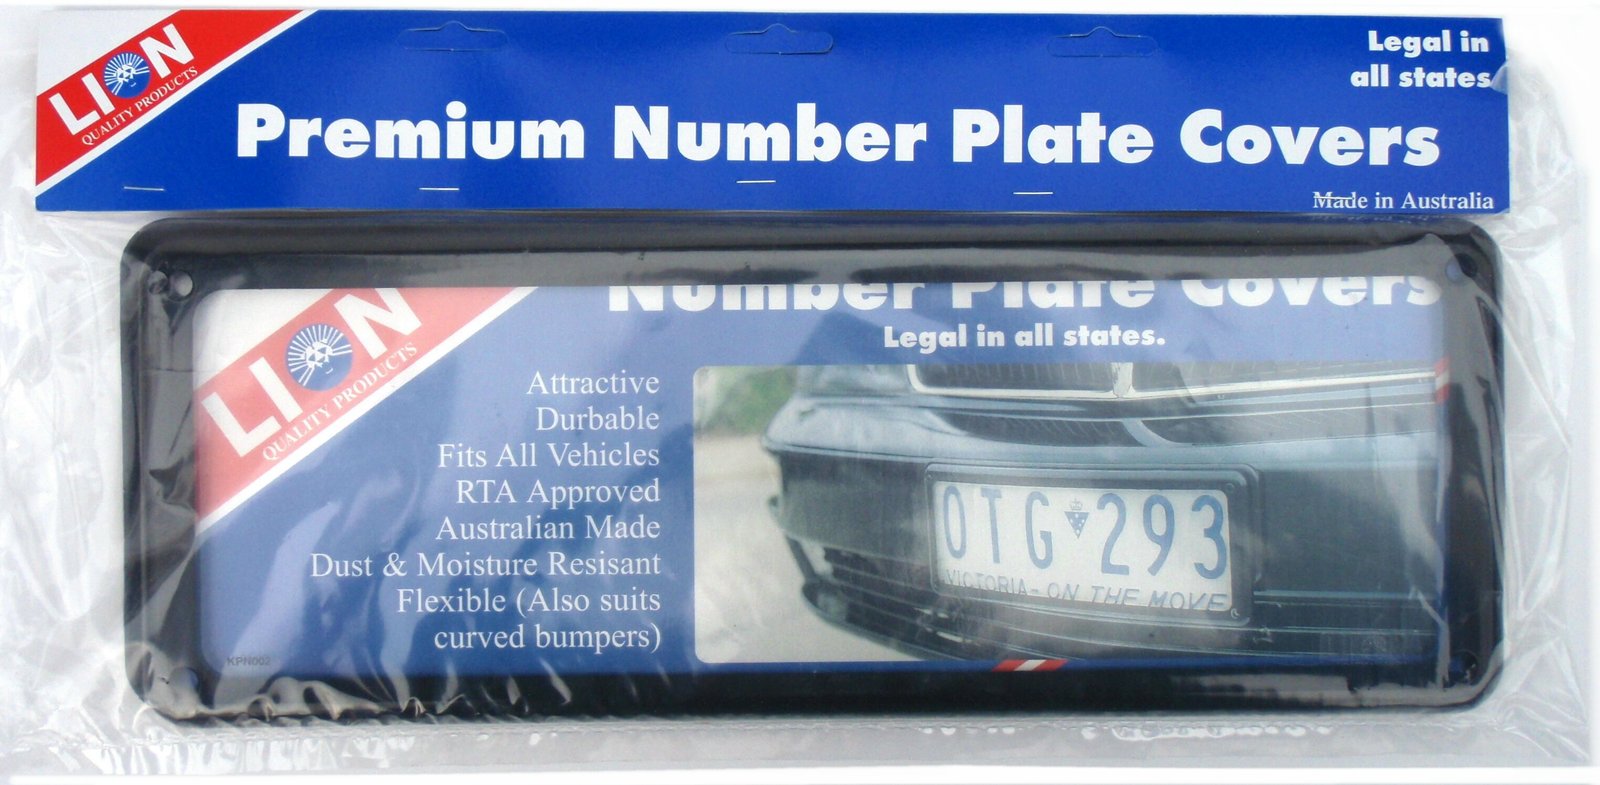 LION
QUALITY PRODUCTS
Legal in
all states
Premium Number Plate Covers
Made in Australia
Number Plate Covers
Legal in all states.
LION
QUALITY PRODUCTS
Attractive
Durbable
Fits All Vehicles
RTA Approved
Australian Made
Dust & Moisture Resisant
Flexible (Also suits
curved bumpers)
KPN002
OTG 293
VICTORIA - ON THE MOVE